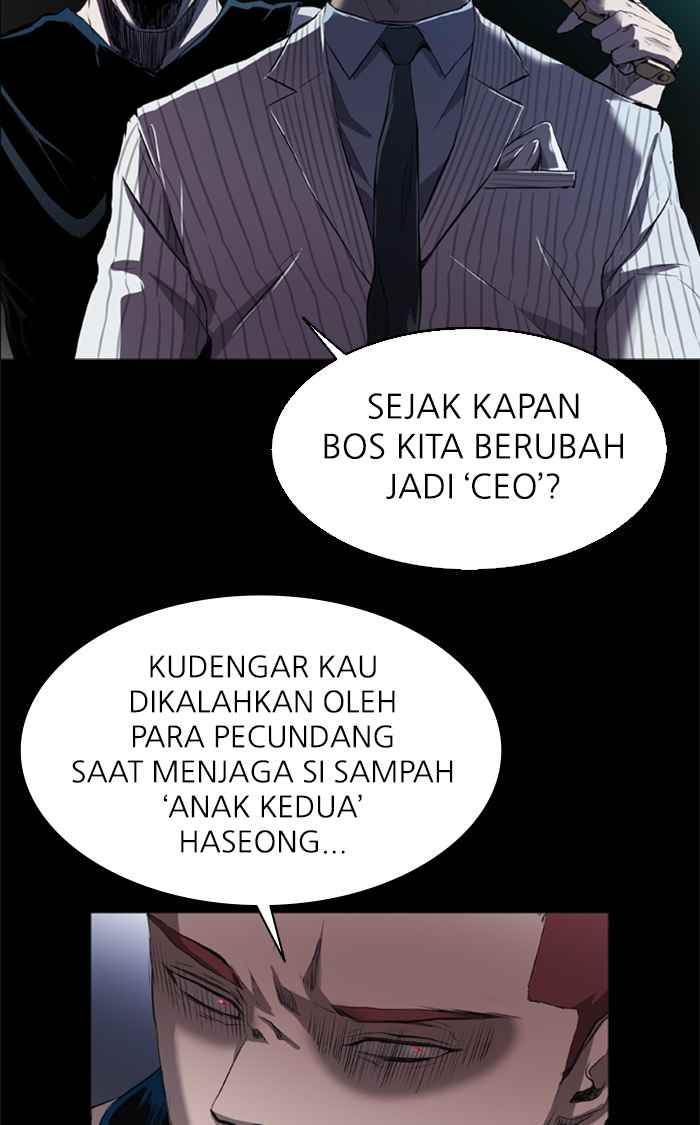 SEJAK KAPAN
BOS KITA BERUBAH
JADI ‘CEO’?
KUDENGAR KAU
DIKALAHKAN OLEH
PARA PECUNDANG
SAAT MENJAGA SI SAMPAH
‘ANAK KEDUA’
HASEONG...